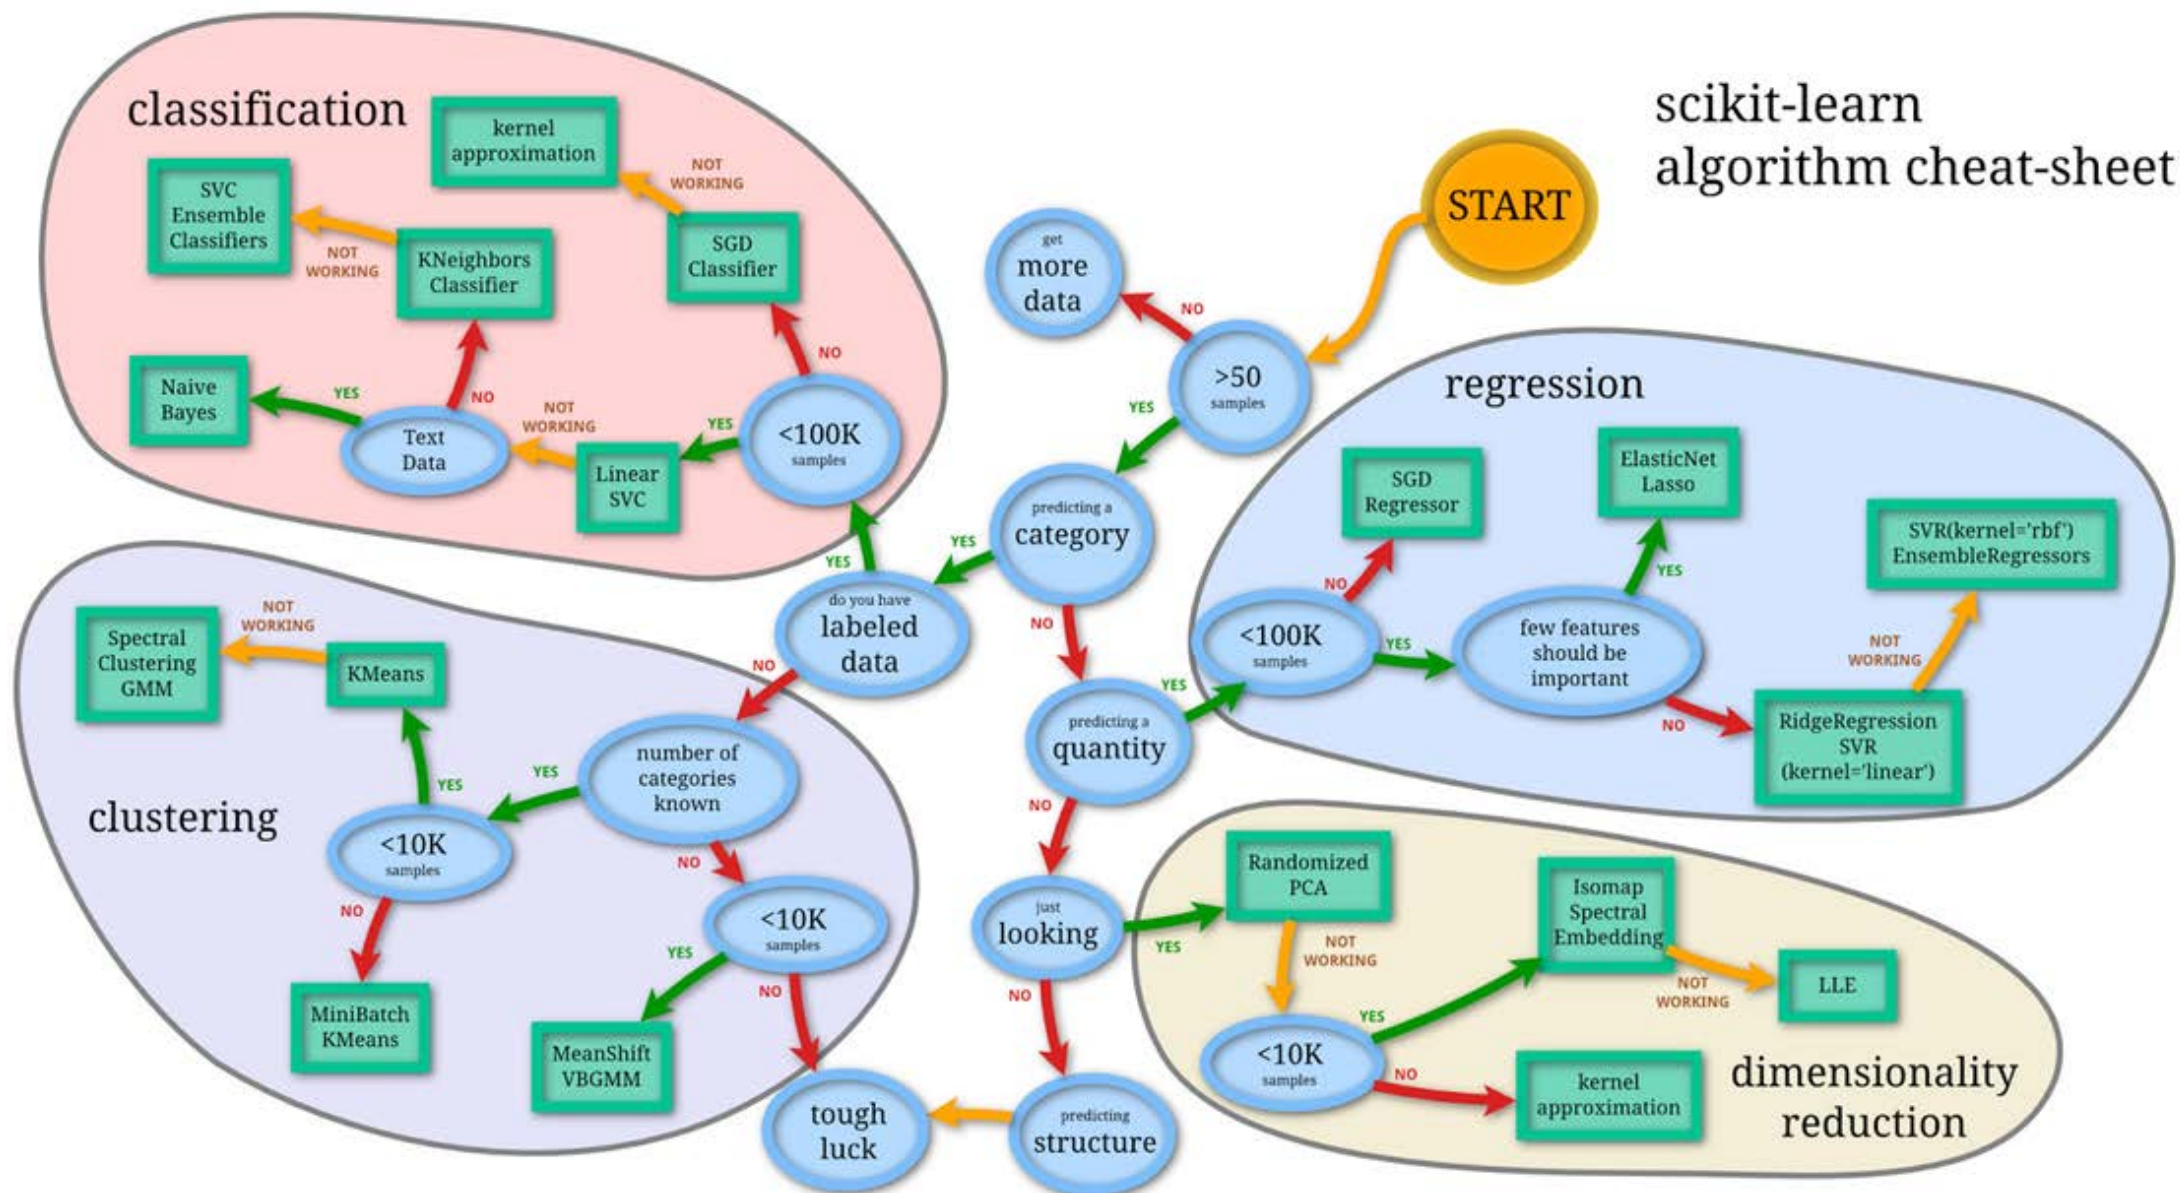 scikit-learn
algorithm cheat-sheet
START
get
more
data
NO
>50
samples
YES
predicting a
category
YES
NO
do you have
labeled
data
YES
NO
predicting a
quantity
YES
NO
just
looking
YES
NO
predicting
structure
tough
luck
classification
kernel
approximation
NOT
WORKING
SVC
Ensemble
Classifiers
NOT
WORKING
KNeighbors
Classifier
SGD
Classifier
NO
Naive
Bayes
YES
NO
Text
Data
NOT
WORKING
Linear
SVC
YES
<100K
samples
regression
SGD
Regressor
ElasticNet
Lasso
SVR(kernel='rbf')
EnsembleRegressors
NO
YES
<100K
samples
YES
few features
should be
important
NOT
WORKING
NO
RidgeRegression
SVR
(kernel='linear')
clustering
Spectral
Clustering
GMM
NOT
WORKING
KMeans
number of
categories
known
YES
YES
<10K
samples
NO
NO
<10K
samples
YES
NO
MiniBatch
KMeans
MeanShift
VBGMM
dimensionality
reduction
Randomized
PCA
NOT
WORKING
Isomap
Spectral
Embedding
NOT
WORKING
LLE
YES
<10K
samples
NO
kernel
approximation